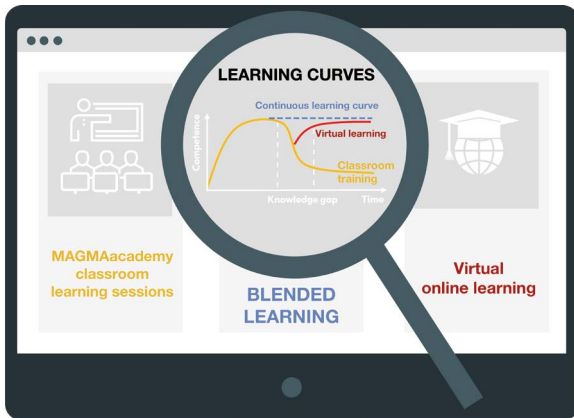 LEARNING CURVES
Continuous learning curve
Virtual learning
Competence
Classroom
training
Knowledge gap
Time
MAGMAacademy
classroom
learning sessions
BLENDED
LEARNING
Virtual
online learning